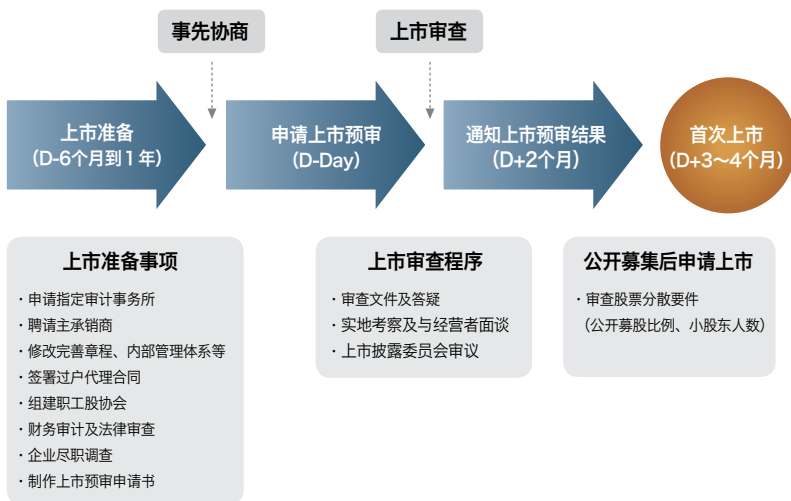 事先协商
上市审查
上市准备
(D-6个月到1年)
申请上市预审
(D-Day)
通知上市预审结果
(D+2个月)
首次上市
(D+3～4个月)
上市准备事项
· 申请指定审计事务所
· 聘请主承销商
· 修改完善章程、内部管理体系等
· 签署过户代理合同
· 组建职工股协会
· 财务审计及法律审查
· 企业尽职调查
· 制作上市预审申请书
上市审查程序
· 审查文件及答疑
· 实地考察及与经营者面谈
· 上市披露委员会审议
公开募集后申请上市
· 审查股票分散要件
（公开募股比例、小股东人数）